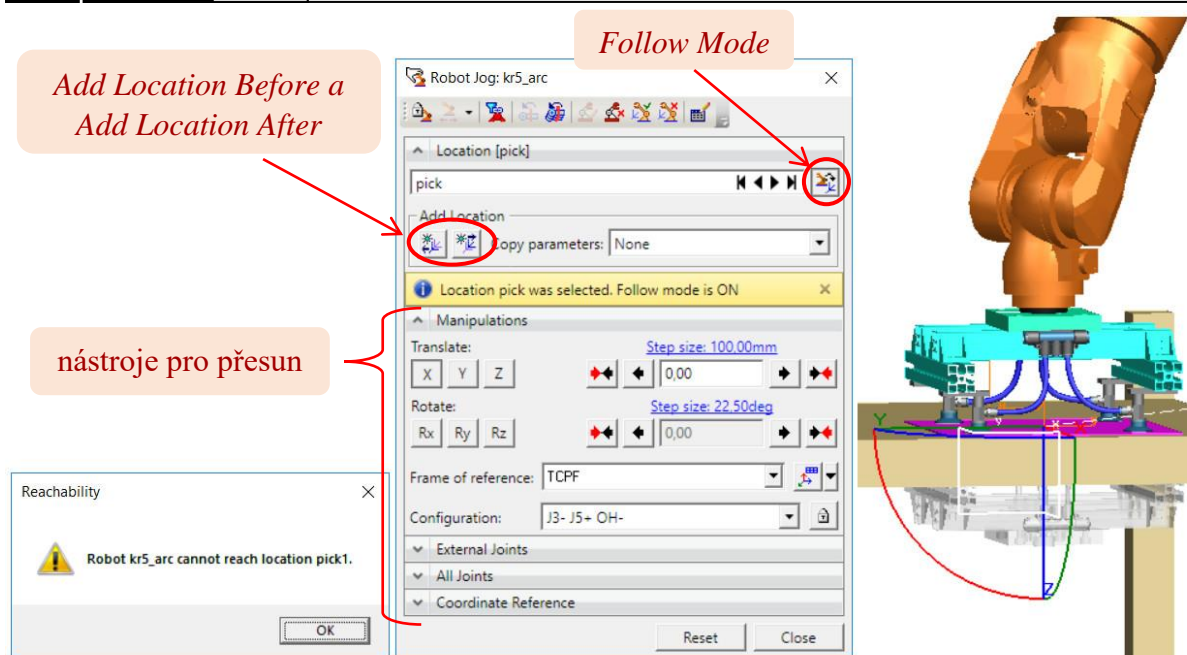 Follow Mode
Add Location Before a
Add Location After
nástroje pro přesun
Robot Jog: kr5_arc
Location [pick]
pick
Add Location
Copy parameters: None
Location pick was selected. Follow mode is ON
Manipulations
Translate: Step size: 100,00mm
X Y Z 0,00
Rotate: Step size: 22,50deg
Rx Ry Rz 0,00
Frame of reference: TCPF
Configuration: J3- J5+ OH-
External Joints
All Joints
Coordinate Reference
Reset Close
Reachability
Robot kr5_arc cannot reach location pick1.
OK
Y y x X
Z